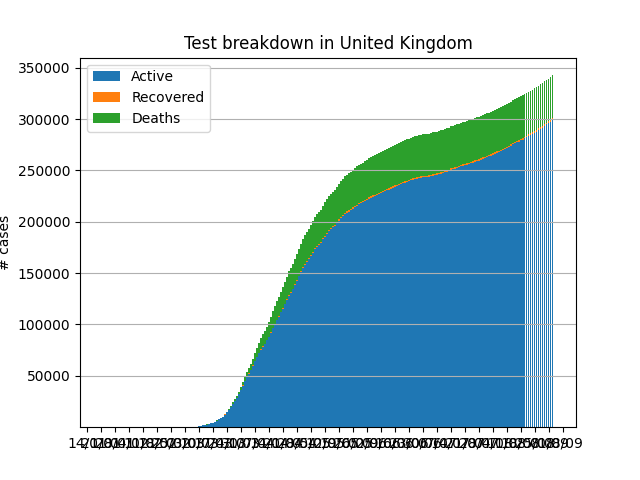 Test breakdown in United Kingdom
350000
300000
250000
200000
150000
100000
50000
# cases
Active
Recovered
Deaths